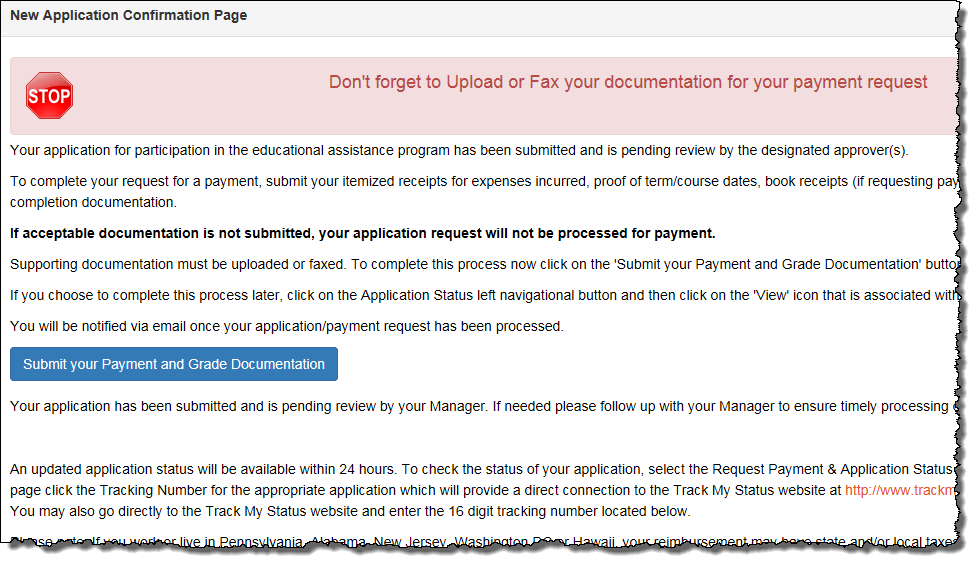 New Application Confirmation Page
STOP
Don't forget to Upload or Fax your documentation for your payment request
Your application for participation in the educational assistance program has been submitted and is pending review by the designated approver(s).
To complete your request for a payment, submit your itemized receipts for expenses incurred, proof of term/course dates, book receipts (if requesting pay
completion documentation.
If acceptable documentation is not submitted, your application request will not be processed for payment.
Supporting documentation must be uploaded or faxed. To complete this process now click on the 'Submit your Payment and Grade Documentation' butto
If you choose to complete this process later, click on the Application Status left navigational button and then click on the 'View' icon that is associated with
You will be notified via email once your application/payment request has been processed.
Submit your Payment and Grade Documentation
Your application has been submitted and is pending review by your Manager. If needed please follow up with your Manager to ensure timely processing
An updated application status will be available within 24 hours. To check the status of your application, select the Request Payment & Application Status
page click the Tracking Number for the appropriate application which will provide a direct connection to the Track My Status website at http://www.trackm
You may also go directly to the Track My Status website and enter the 16 digit tracking number located below.
Please note: If you work or live in Pennsylvania, Alabama, New Jersey, Washington DC or Hawaii, your reimbursement may have state and/or local taxe